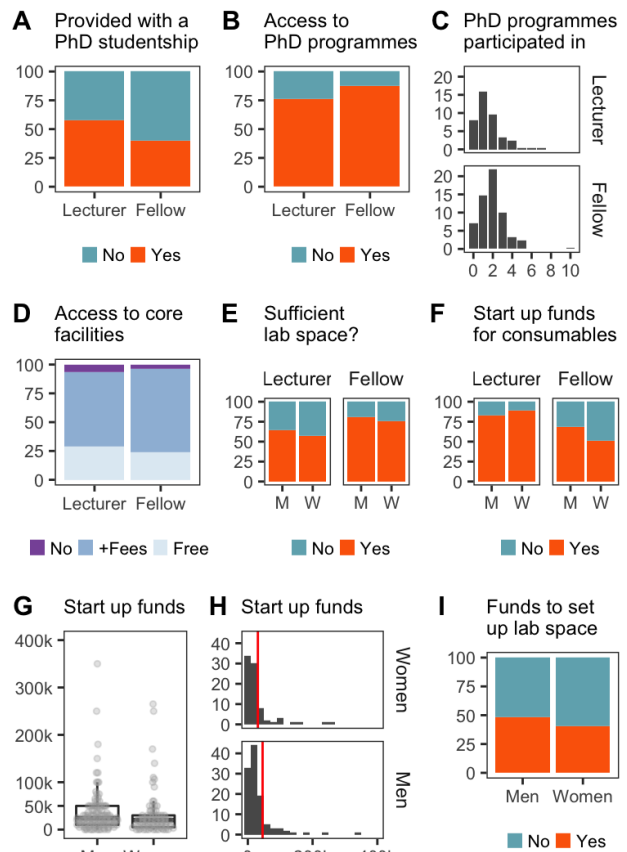 A Provided with a PhD studentship
100
75
50
25
0
Lecturer Fellow
No Yes
B Access to PhD programmes
100
75
50
25
0
Lecturer Fellow
No Yes
C PhD programmes participated in
20
15
10
5
0
Lecturer
20
15
10
5
0
Fellow
0 2 4 6 8 10
D Access to core facilities
100
75
50
25
0
Lecturer Fellow
No +Fees Free
E Sufficient lab space?
Lecturer Fellow
100
75
50
25
0
M W M W
No Yes
F Start up funds for consumables
Lecturer Fellow
100
75
50
25
0
M W M W
No Yes
G Start up funds
400k
300k
200k
100k
50k
0
H Start up funds
40
30
20
10
0
Women
40
30
20
10
0
Men
I Funds to set up lab space
100
75
50
25
0
Men Women
No Yes